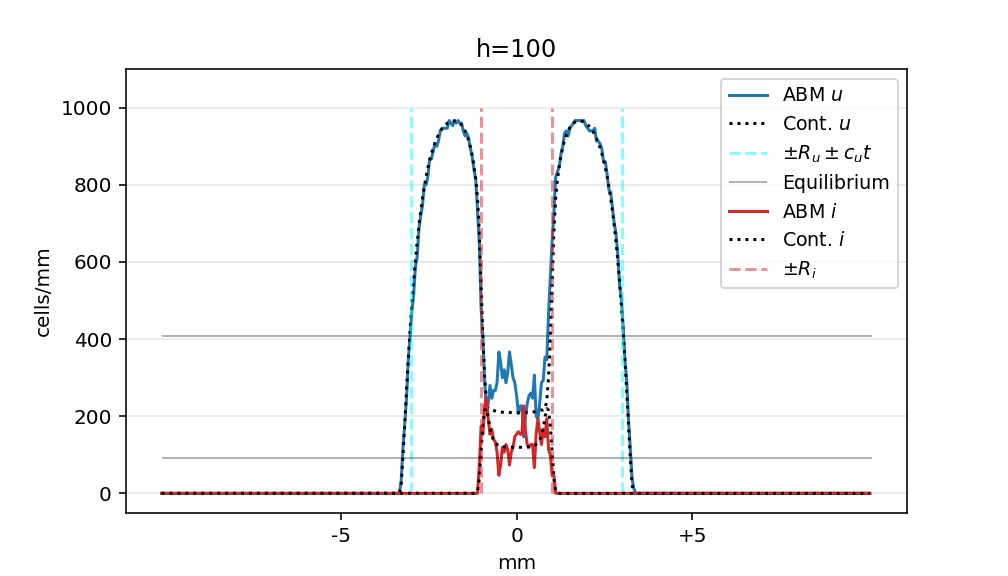 h=100
cells/mm
1000
800
600
400
200
0
-5
0
+5
mm
ABM u
Cont. u
±R_u ± c_u t
Equilibrium
ABM i
Cont. i
±R_i